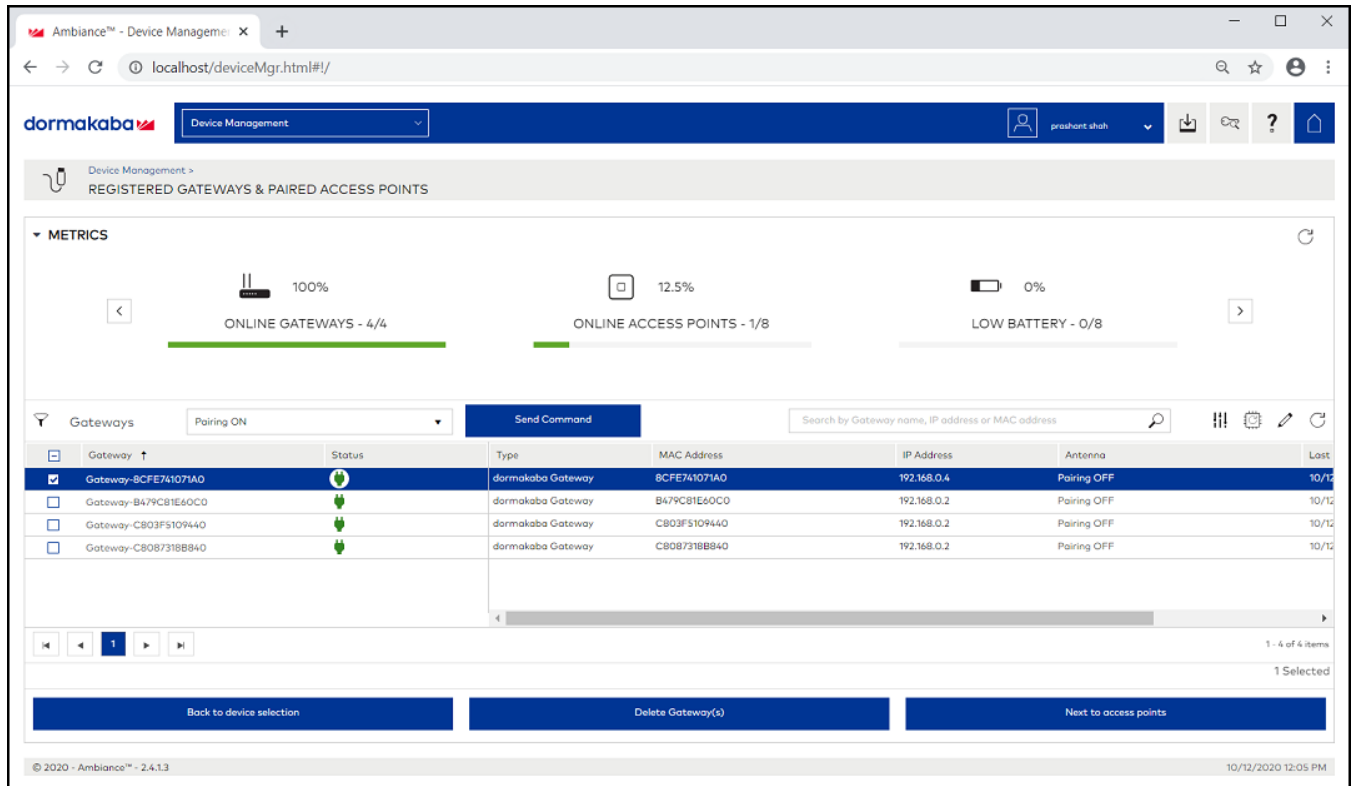 Ambiance™ - Device Managemer
localhost/deviceMgr.html#!/
dormakaba Device Management prashant shah ?
Device Management >
REGISTERED GATEWAYS & PAIRED ACCESS POINTS
METRICS
100% 12.5% 0%
ONLINE GATEWAYS - 4/4 ONLINE ACCESS POINTS - 1/8 LOW BATTERY - 0/8
Gateways Pairing ON Send Command Search by Gateway name, IP address or MAC address
Gateway Status Type MAC Address IP Address Antenna Last
Gateway-8CFE741071A0 dormakaba Gateway 8CFE741071A0 192.168.0.4 Pairing OFF 10/12
Gateway-B479C81E60C0 dormakaba Gateway B479C81E60C0 192.168.0.2 Pairing OFF 10/12
Gateway-C803F5109440 dormakaba Gateway C803F5109440 192.168.0.2 Pairing OFF 10/12
Gateway-C8087318B840 dormakaba Gateway C8087318B840 192.168.0.2 Pairing OFF 10/12
1 1 - 4 of 4 items
1 Selected
Back to device selection Delete Gateway(s) Next to access points
© 2020 - Ambiance™ - 2.4.1.3 10/12/2020 12:05 PM